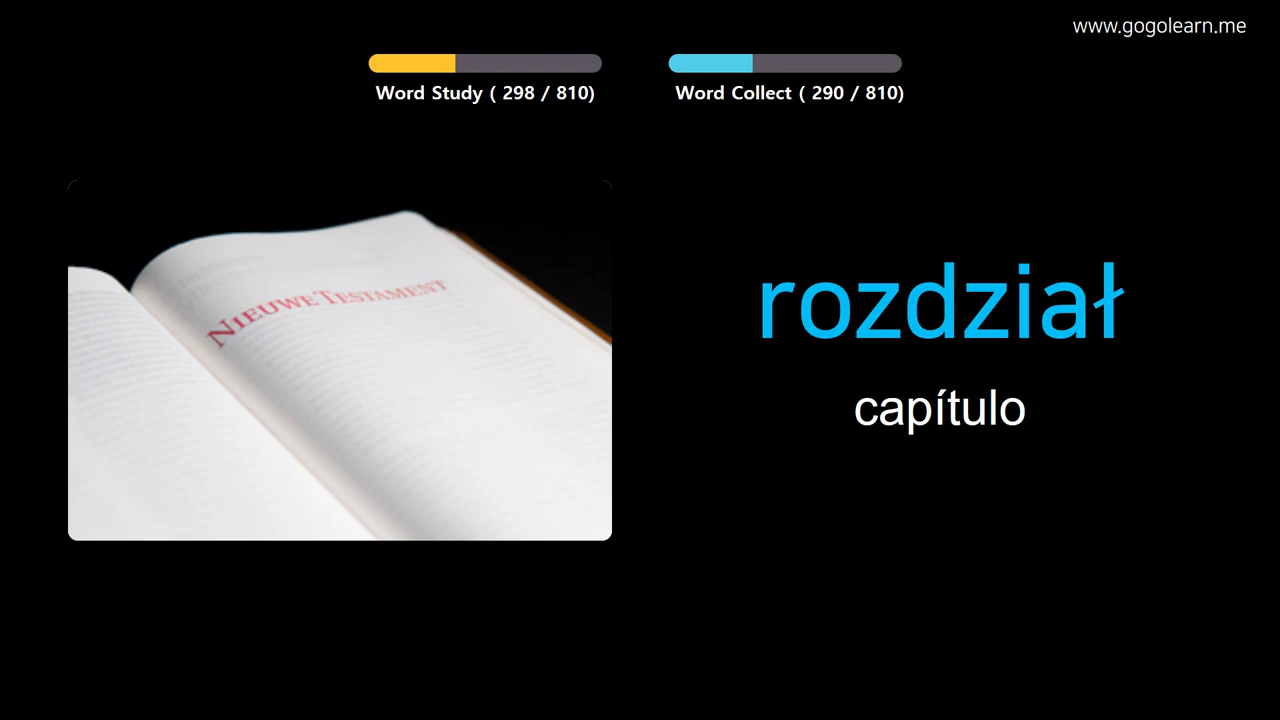 www.gogolearn.me
Word Study ( 298 / 810)
Word Collect ( 290 / 810)
NIEUWE TESTAMENT
rozdział
capítulo